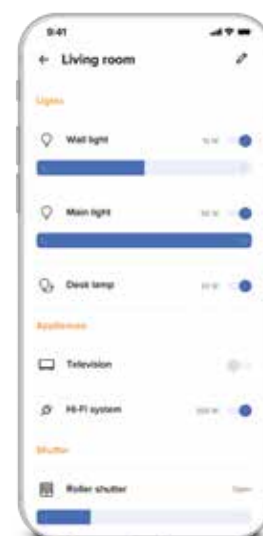 9:41
Living room
Lights
Wall light
Main light
Desk lamp
Appliances
Television
Hi-Fi system
Shutter
Roller shutter
Open